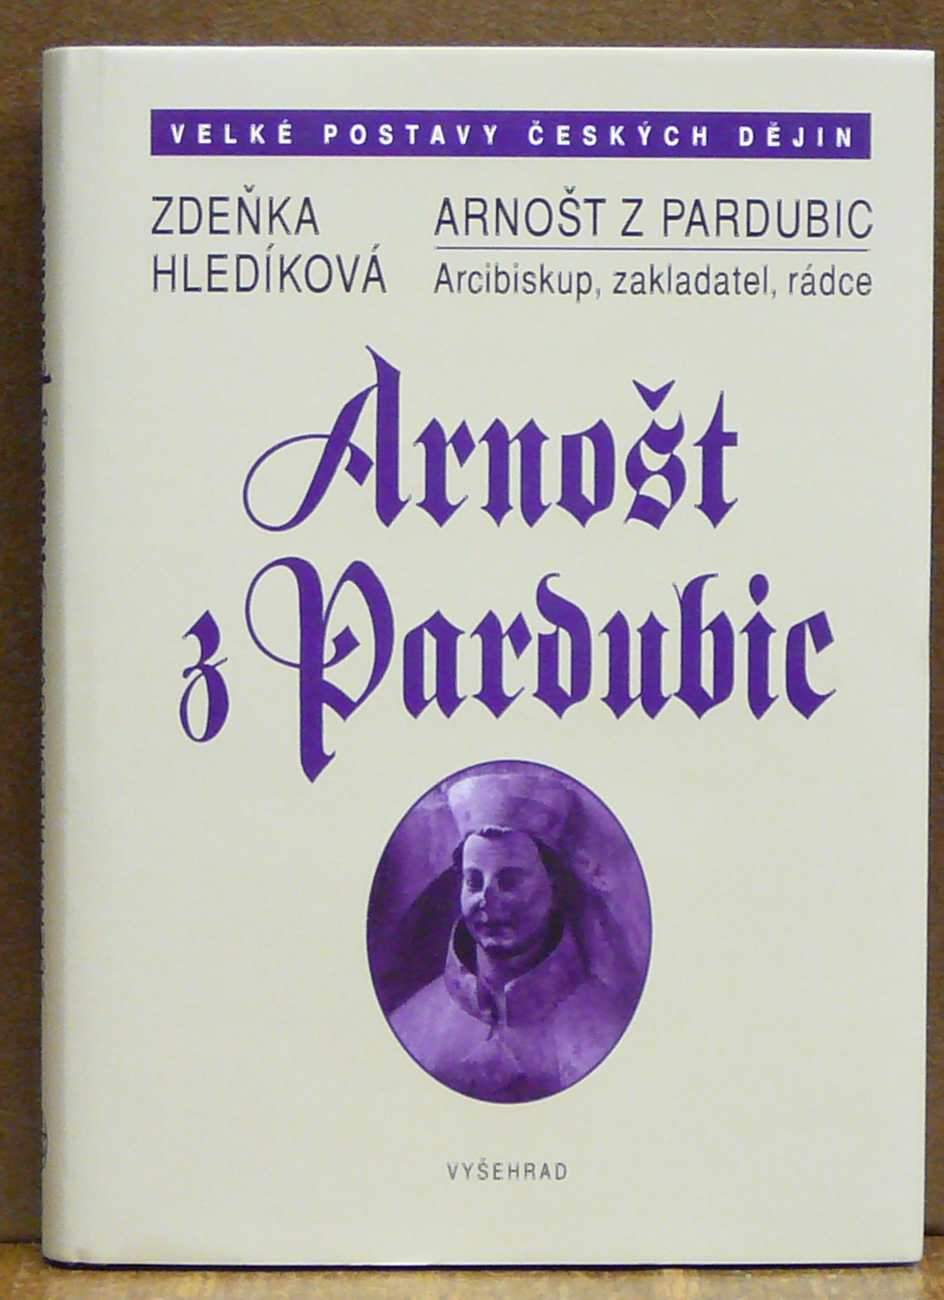 VELKÉ POSTAVY ČESKÝCH DĚJIN
ZDEŇKA
HLEDÍKOVÁ
ARNOŠT Z PARDUBIC
Arcibiskup, zakladatel, rádce
Arnošt
z Pardubic
VYŠEHRAD